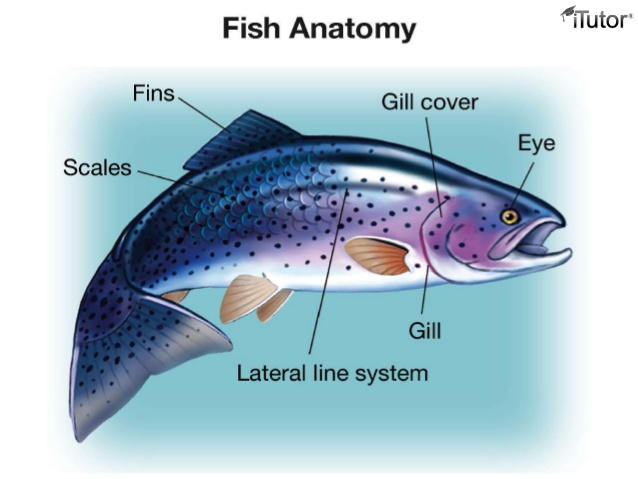 Fish Anatomy
iTutor®
Fins
Gill cover
Eye
Scales
Gill
Lateral line system